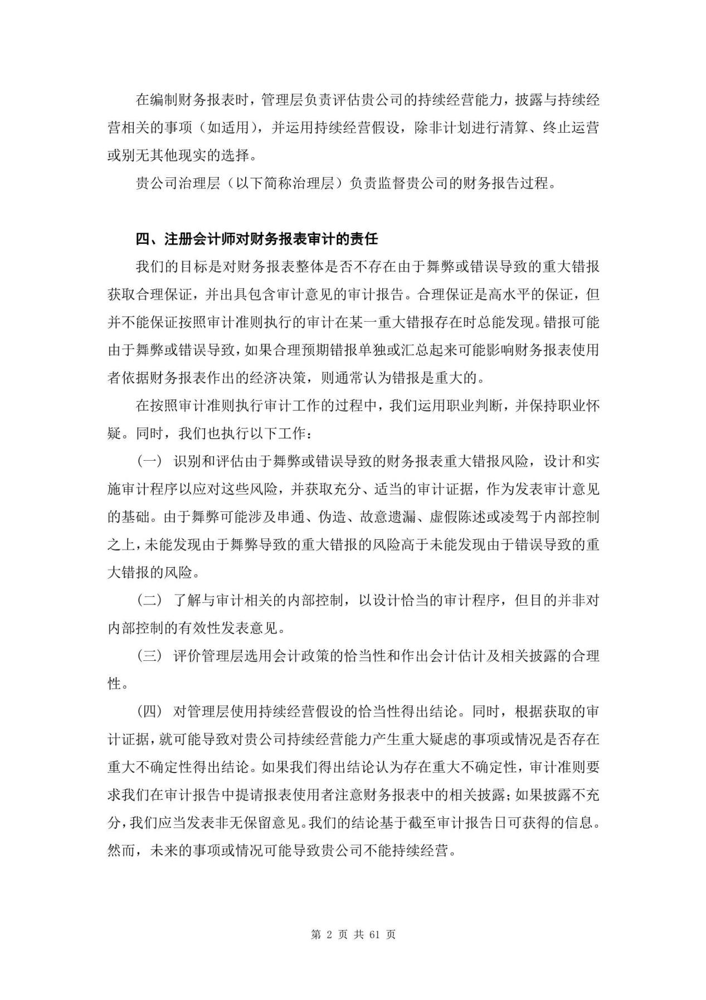 在编制财务报表时，管理层负责评估贵公司的持续经营能力，披露与持续经
营相关的事项（如适用），并运用持续经营假设，除非计划进行清算、终止运营
或别无其他现实的选择。
贵公司治理层（以下简称治理层）负责监督贵公司的财务报告过程。
四、注册会计师对财务报表审计的责任
我们的目标是对财务报表整体是否不存在由于舞弊或错误导致的重大错报
获取合理保证，并出具包含审计意见的审计报告。合理保证是高水平的保证，但
并不能保证按照审计准则执行的审计在某一重大错报存在时总能发现。错报可能
由于舞弊或错误导致，如果合理预期错报单独或汇总起来可能影响财务报表使用
者依据财务报表作出的经济决策，则通常认为错报是重大的。
在按照审计准则执行审计工作的过程中，我们运用职业判断，并保持职业怀
疑。同时，我们也执行以下工作：
（一） 识别和评估由于舞弊或错误导致的财务报表重大错报风险，设计和实
施审计程序以应对这些风险，并获取充分、适当的审计证据，作为发表审计意见
的基础。由于舞弊可能涉及串通、伪造、故意遗漏、虚假陈述或凌驾于内部控制
之上，未能发现由于舞弊导致的重大错报的风险高于未能发现由于错误导致的重
大错报的风险。
（二） 了解与审计相关的内部控制，以设计恰当的审计程序，但目的并非对
内部控制的有效性发表意见。
（三） 评价管理层选用会计政策的恰当性和作出会计估计及相关披露的合理
性。
（四） 对管理层使用持续经营假设的恰当性得出结论。同时，根据获取的审
计证据，就可能导致对贵公司持续经营能力产生重大疑虑的事项或情况是否存在
重大不确定性得出结论。如果我们得出结论认为存在重大不确定性，审计准则要
求我们在审计报告中提请报表使用者注意财务报表中的相关披露；如果披露不充
分，我们应当发表非无保留意见。我们的结论基于截至审计报告日可获得的信息。
然而，未来的事项或情况可能导致贵公司不能持续经营。
第 2 页 共 61 页